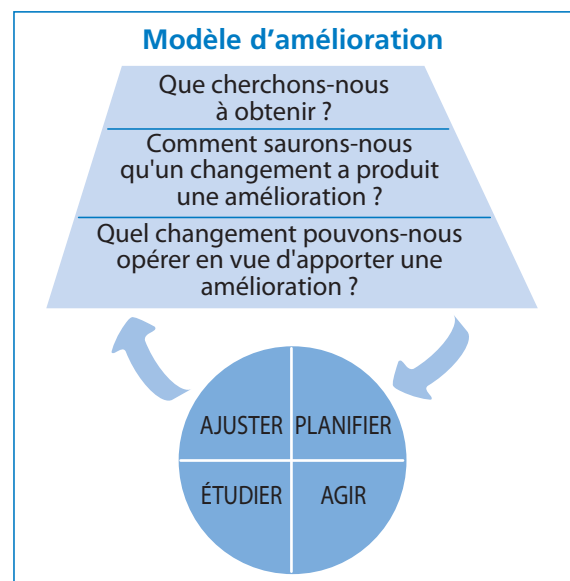 Modèle d’amélioration
Que cherchons-nous
à obtenir ?
Comment saurons-nous
qu'un changement a produit
une amélioration ?
Quel changement pouvons-nous
opérer en vue d'apporter une
amélioration ?
AJUSTER PLANIFIER
ÉTUDIER AGIR